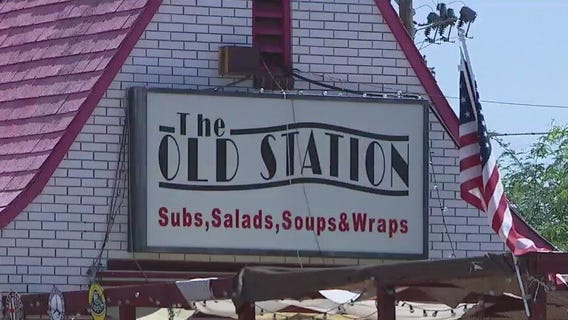 The
OLD STATION
Subs,Salads,Soups&Wraps